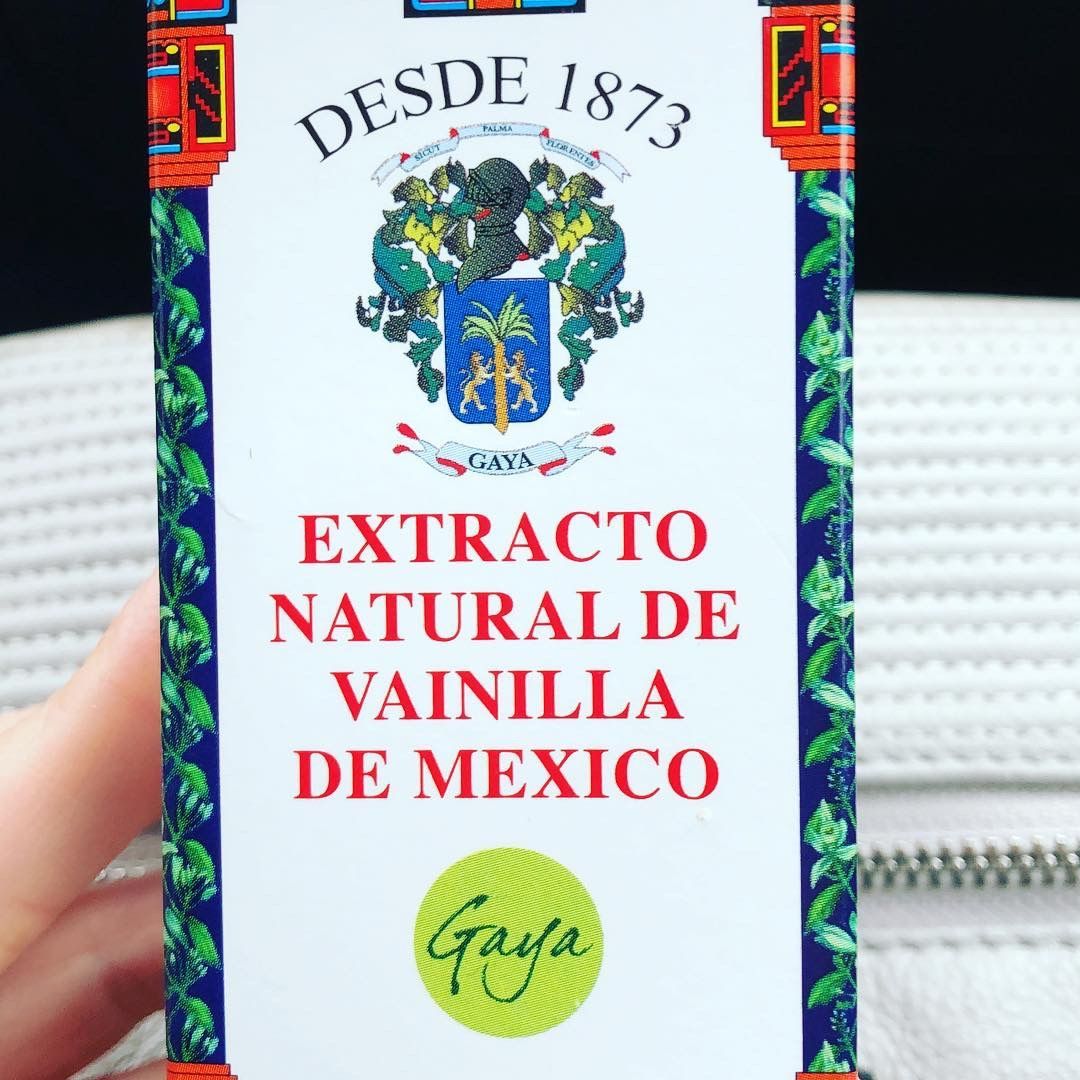 DESDE 1873
SICUT PALMA FLORENTES
GAYA
EXTRACTO
NATURAL DE
VAINILLA
DE MEXICO
Gaya